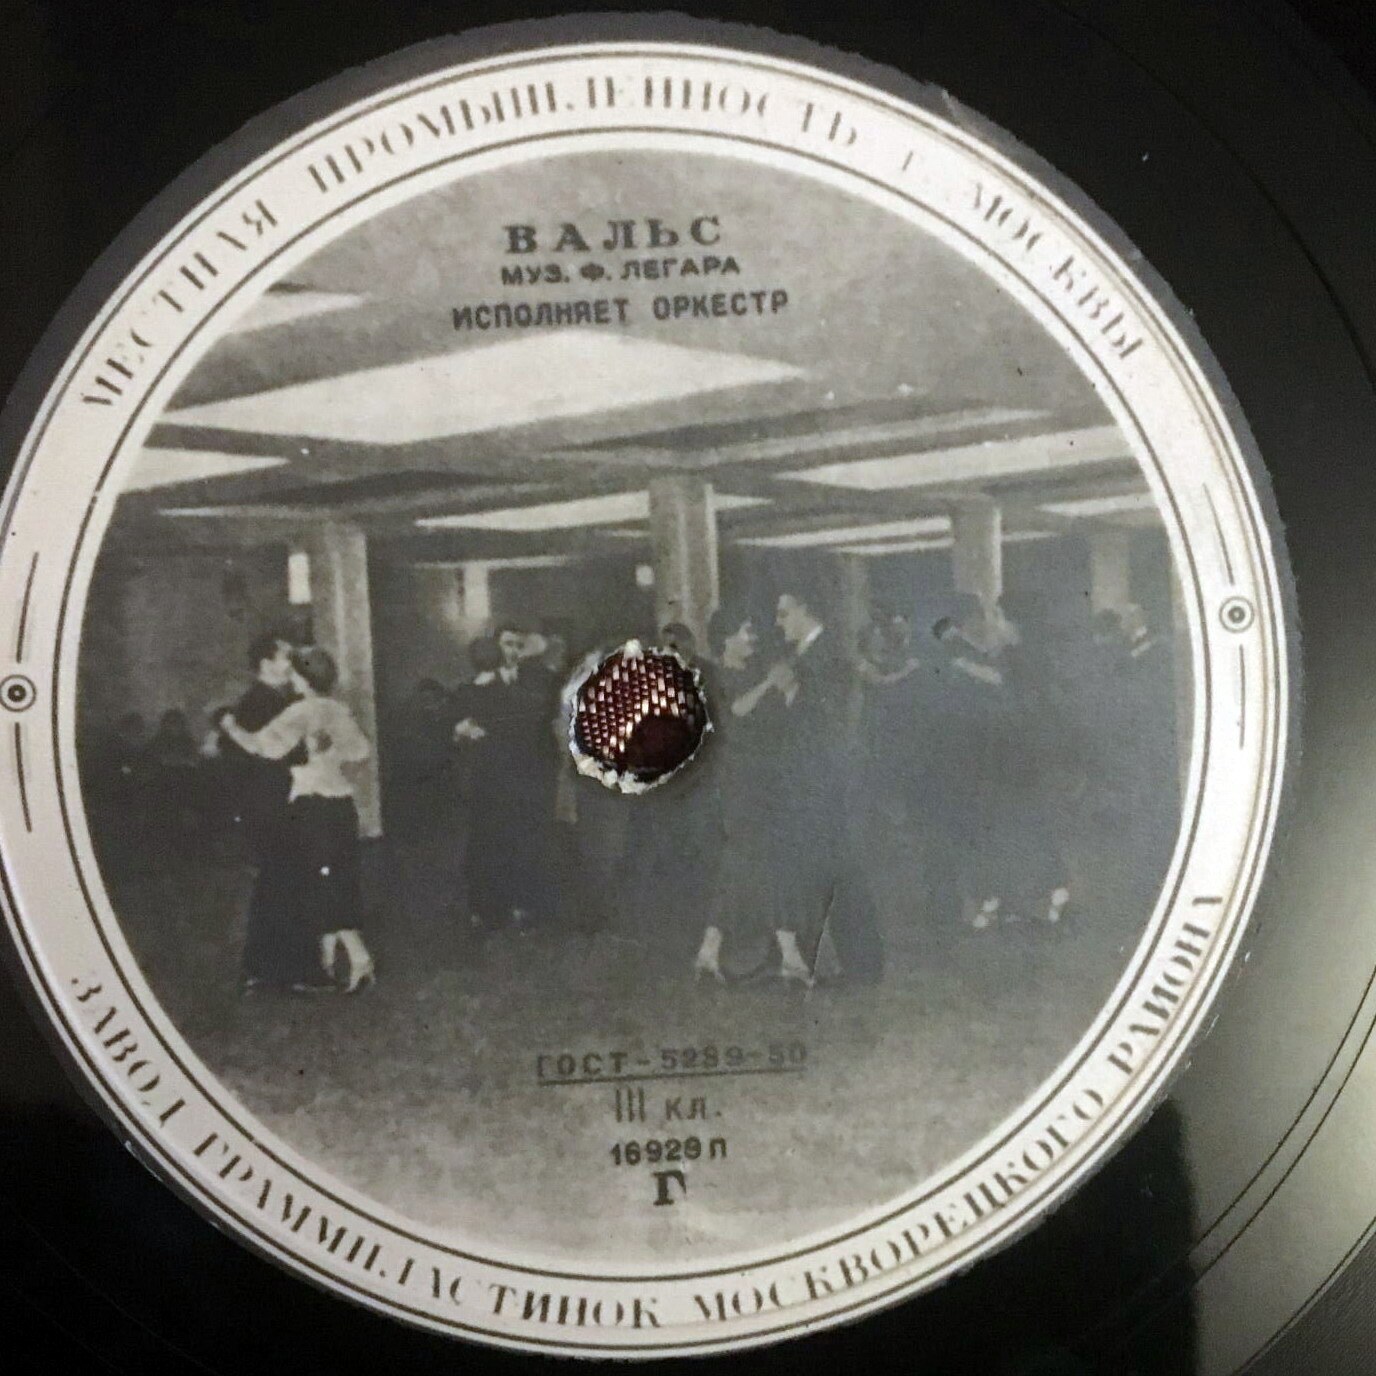 МЕСТНАЯ ПРОМЫШЛЕННОСТЬ Г. МОСКВЫ
ВАЛЬС
МУЗ. Ф. ЛЕГАРА
ИСПОЛНЯЕТ ОРКЕСТР
ГОСТ-5289-50
III КЛ.
16929 П
Г
ЗАВОД ГРАММПЛАСТИНОК МОСКВОРЕЦКОГО РАЙОНА